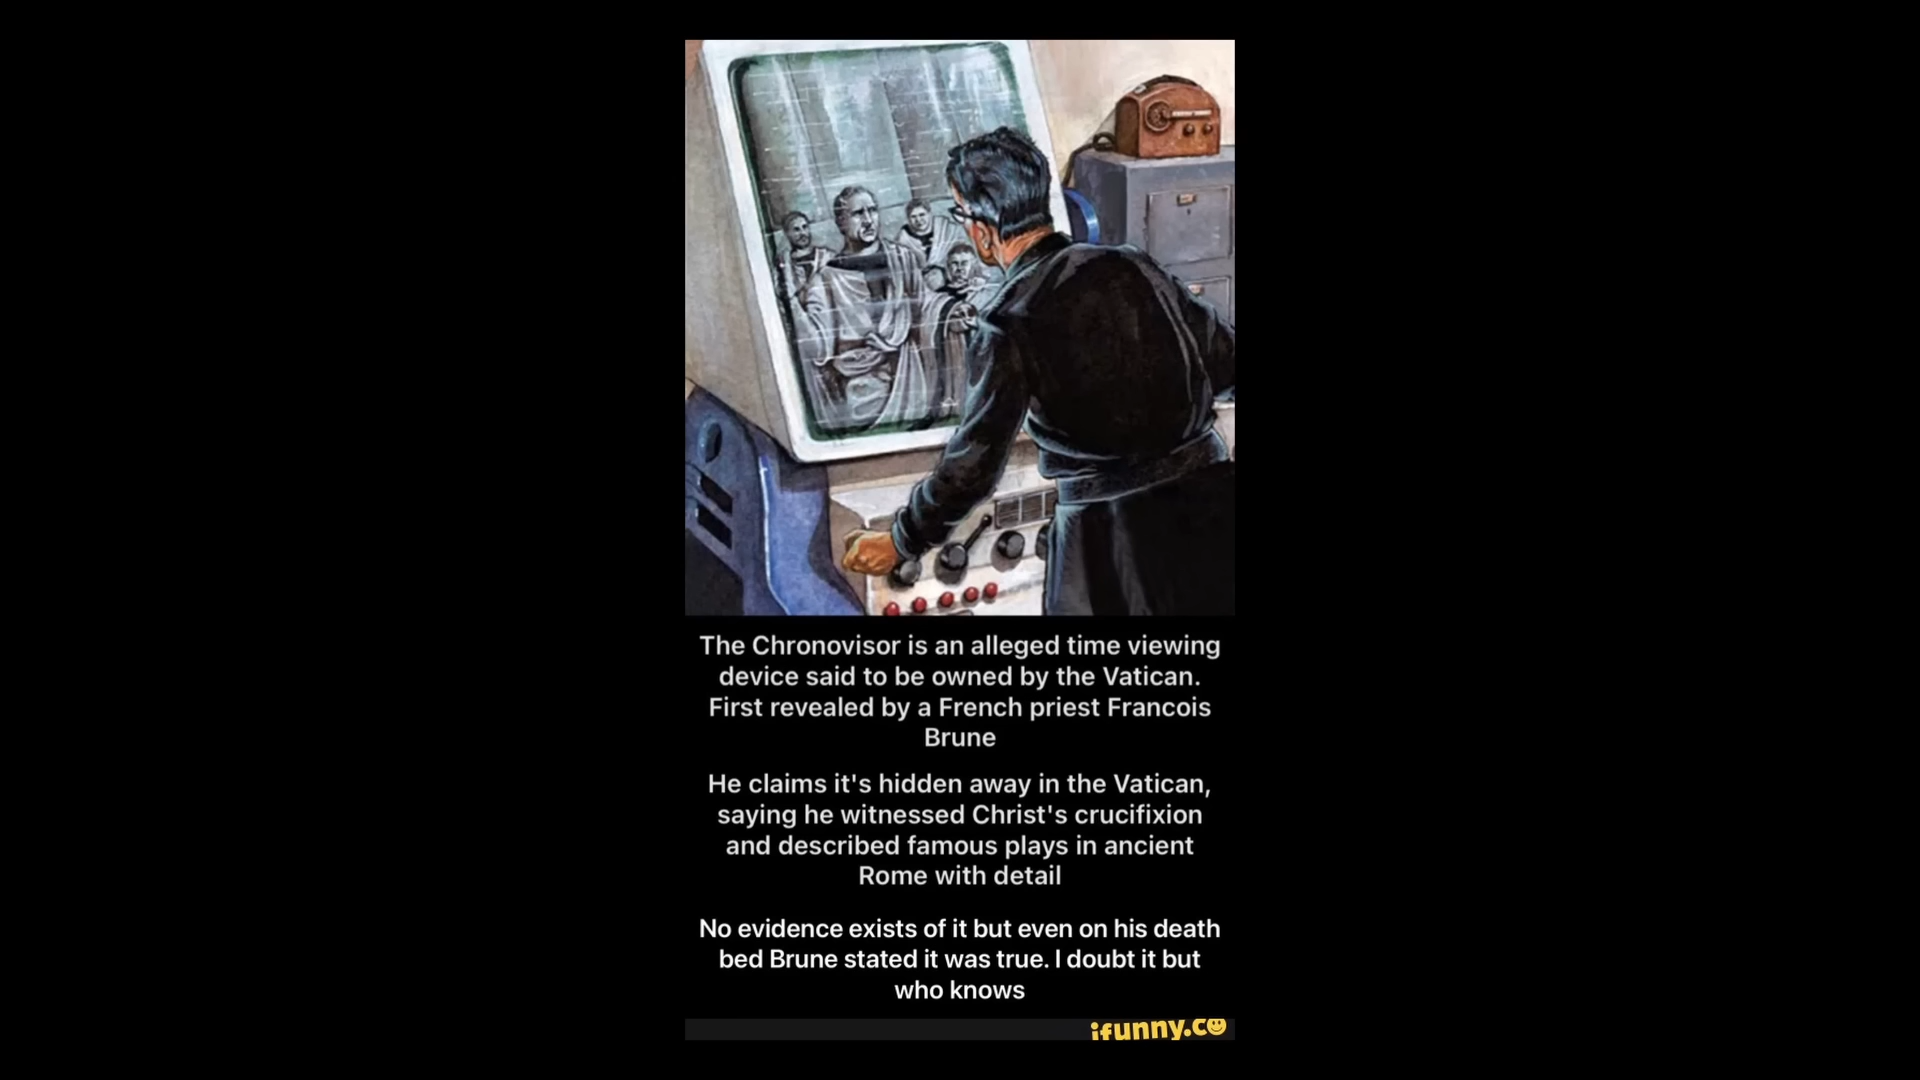 The Chronovisor is an alleged time viewing
device said to be owned by the Vatican.
First revealed by a French priest Francois
Brune
He claims it's hidden away in the Vatican,
saying he witnessed Christ's crucifixion
and described famous plays in ancient
Rome with detail
No evidence exists of it but even on his death
bed Brune stated it was true. I doubt it but
who knows
ifunny.co